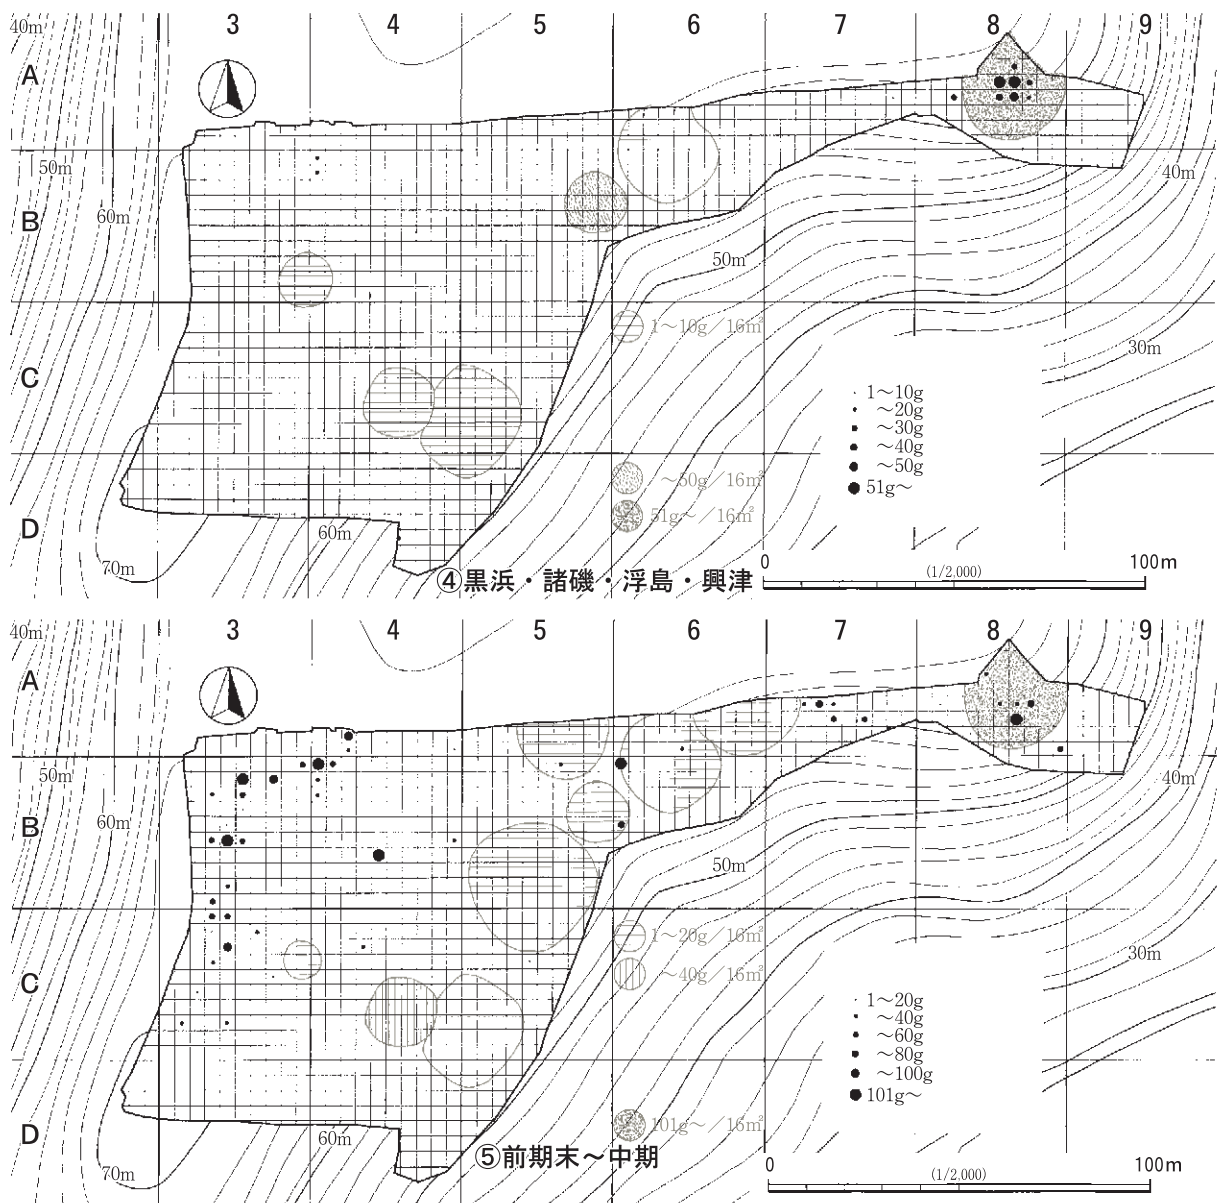 3 4 5 6 7 8 9
40m
A
50m
40m
60m
B
50m
1～10g／16㎡
30m
C
1～10g
～20g
～30g
～40g
～50g
51g～
～50g／16㎡
51g～／16㎡
D
60m
70m
④黒浜・諸磯・浮島・興津
0 (1/2,000) 100m
3 4 5 6 7 8 9
40m
A
50m
40m
60m
B
50m
1～20g／16㎡
30m
～40g／16㎡
C
1～20g
～40g
～60g
～80g
～100g
101g～
101g～／16㎡
D
60m
70m
⑤前期末～中期
0 (1/2,000) 100m